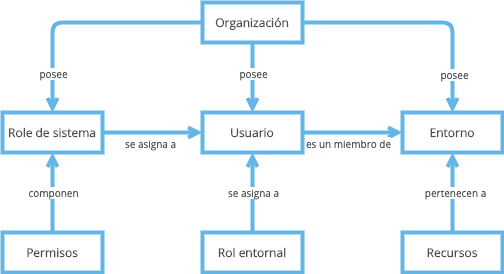 Organización
posee
posee
posee
Role de sistema
Usuario
Entorno
se asigna a
es un miembro de
componen
se asigna a
pertenecen a
Permisos
Rol entornal
Recursos